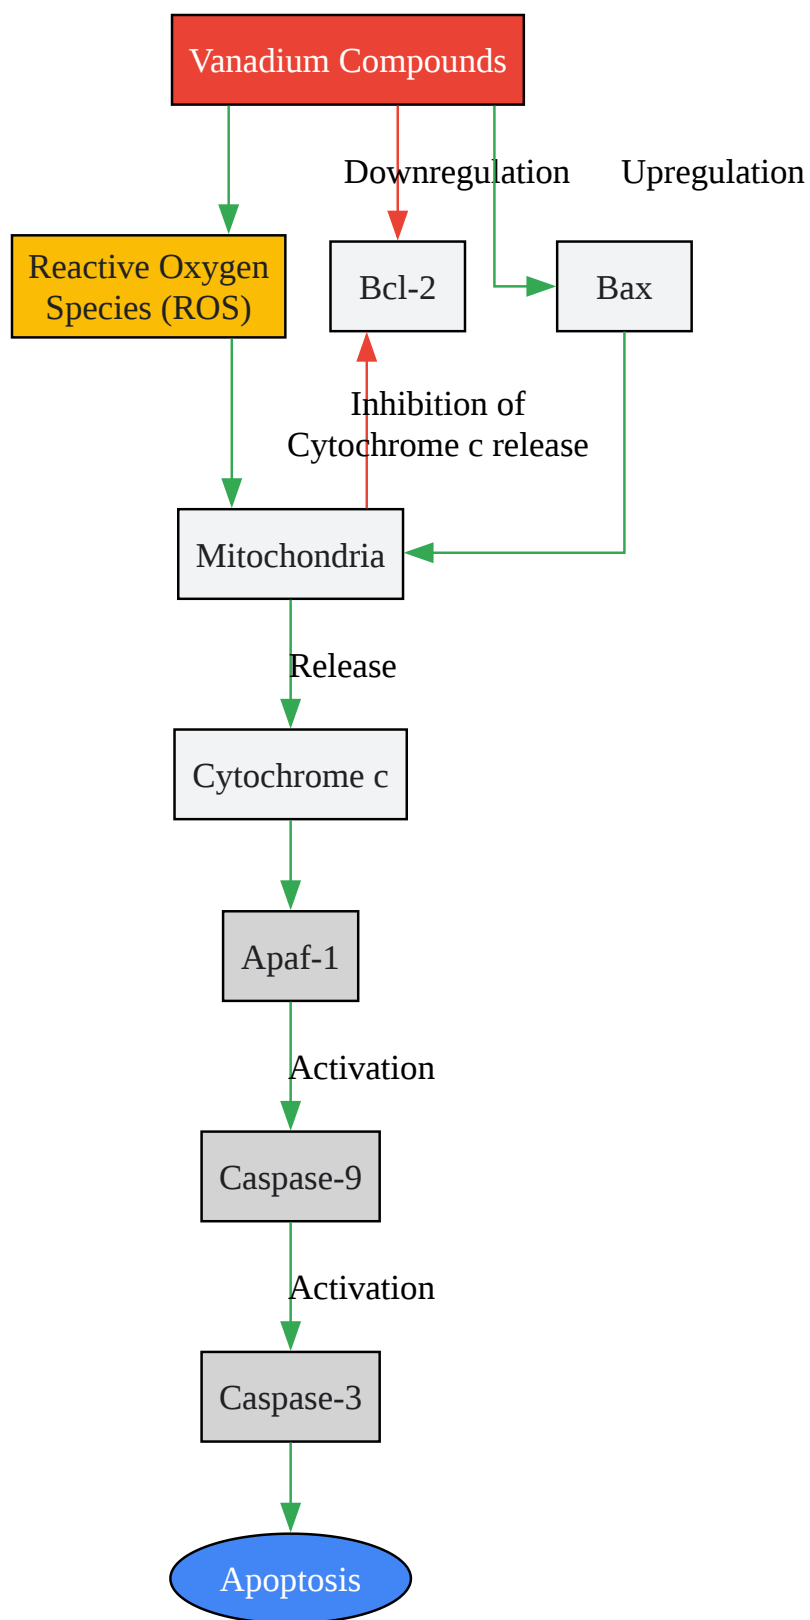 Vanadium Compounds
Downregulation
Upregulation
Reactive Oxygen
Species (ROS)
Bcl-2
Bax
Inhibition of
Cytochrome c release
Mitochondria
Release
Cytochrome c
Apaf-1
Activation
Caspase-9
Activation
Caspase-3
Apoptosis